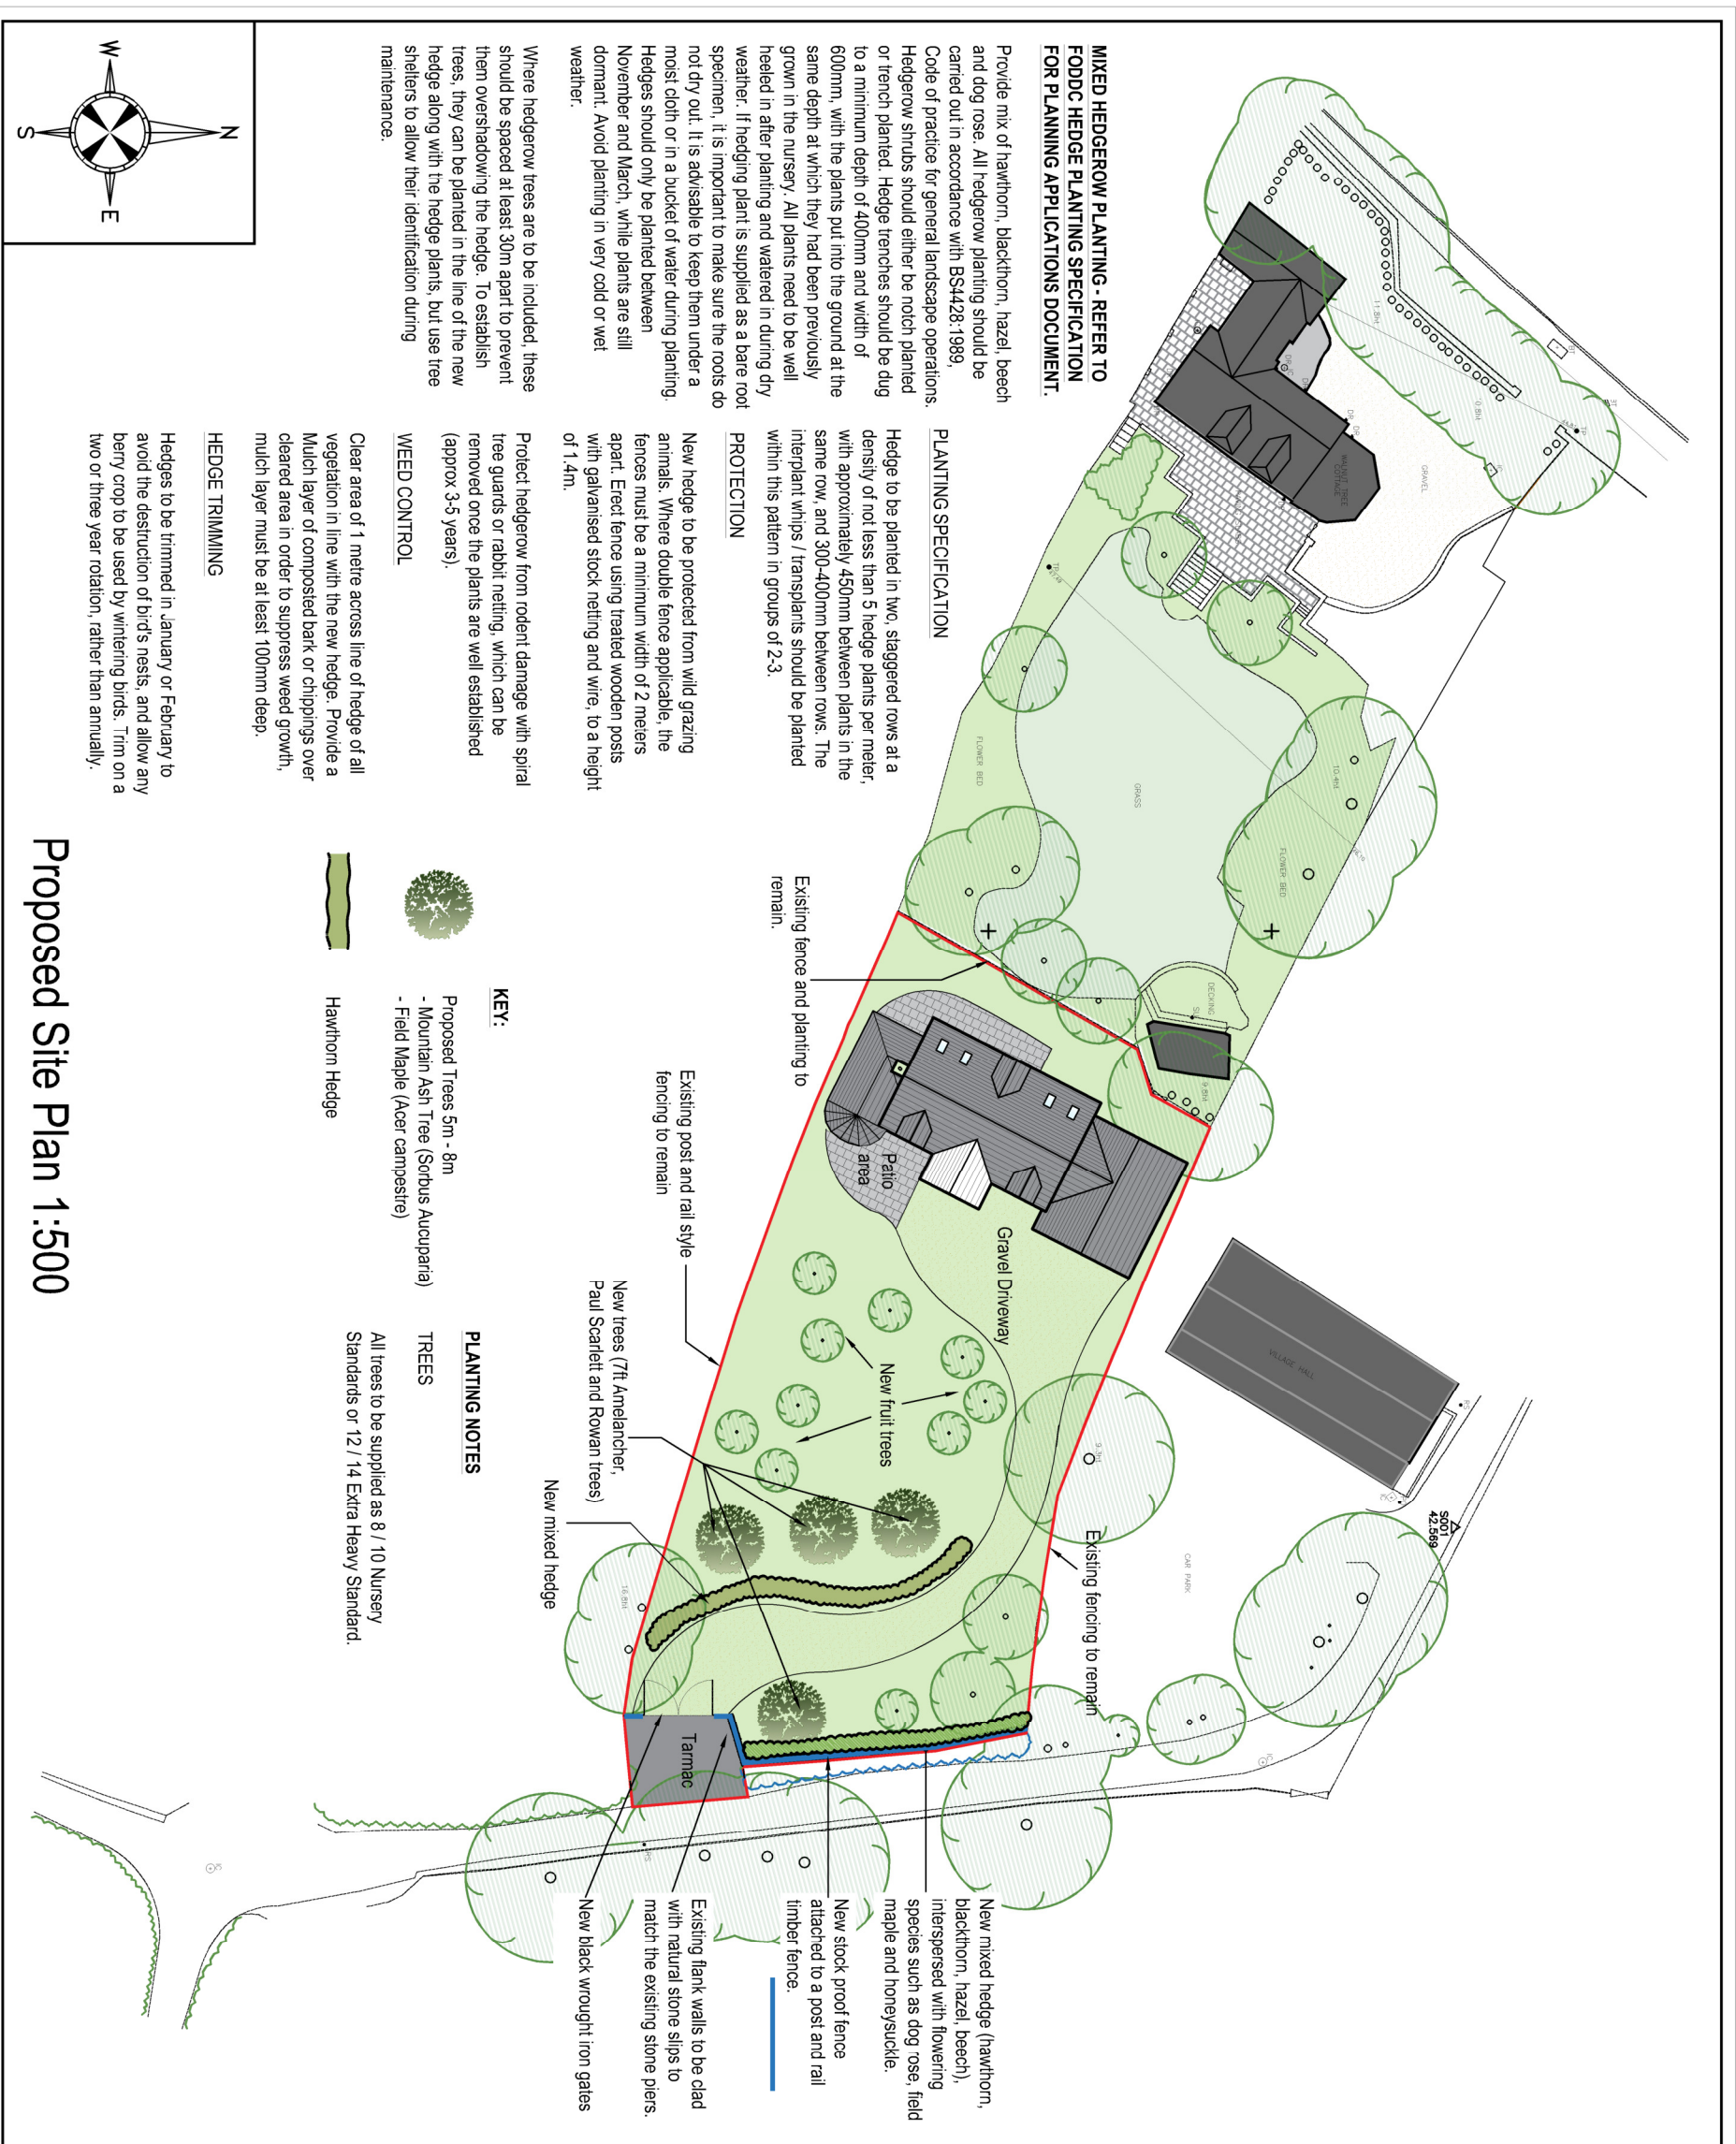 MIXED HEDGEROW PLANTING - REFER TO
FODDC HEDGE PLANTING SPECIFICATION
FOR PLANNING APPLICATIONS DOCUMENT.
Provide mix of hawthorn, blackthorn, hazel, beech
and dog rose. All hedgerow planting should be
carried out in accordance with BS4428:1989,
Code of practice for general landscape operations.
Hedgerow shrubs should either be notch planted
or trench planted. Hedge trenches should be dug
to a minimum depth of 400mm and width of
600mm, with the plants put into the ground at the
same depth at which they had been previously
grown in the nursery. All plants need to be well
heeled in after planting and watered in during dry
weather. If hedging plant is supplied as a bare root
specimen, it is important to make sure the roots do
not dry out. It is advisable to keep them under a
moist cloth or in a bucket of water during planting.
Hedges should only be planted between
November and March, while plants are still
dormant. Avoid planting in very cold or wet
weather.
Where hedgerow trees are to be included, these
should be spaced at least 30m apart to prevent
them overshadowing the hedge. To establish
trees, they can be planted in the line of the new
hedge along with the hedge plants, but use tree
shelters to allow their identification during
maintenance.
N
W
E
S
PLANTING SPECIFICATION
Hedge to be planted in two, staggered rows at a
density of not less than 5 hedge plants per meter,
with approximately 450mm between plants in the
same row, and 300-400mm between rows. The
interplant whips / transplants should be planted
within this pattern in groups of 2-3.
PROTECTION
New hedge to be protected from wild grazing
animals. Where double fence applicable, the
fences must be a minimum width of 2 meters
apart. Erect fence using treated wooden posts
with galvanised stock netting and wire, to a height
of 1.4m.
Protect hedgerow from rodent damage with spiral
tree guards or rabbit netting, which can be
removed once the plants are well established
(approx 3-5 years).
WEED CONTROL
Clear area of 1 metre across line of hedge of all
vegetation in line with the new hedge. Provide a
Mulch layer of composted bark or chippings over
cleared area in order to suppress weed growth,
mulch layer must be at least 100mm deep.
HEDGE TRIMMING
Hedges to be trimmed in January or February to
avoid the destruction of bird's nests, and allow any
berry crop to be used by wintering birds. Trim on a
two or three year rotation, rather than annually.
11.8ht
GRAVEL
WALNUT TREE
COTTAGE
TP
TP
GRASS
FLOWER BED
FLOWER BED
10.4ht
DECKING
9.8ht
Existing fence and planting to
remain.
Existing post and rail style
fencing to remain
Patio
area
Gravel Driveway
New fruit trees
New trees (7ft Amelancher,
Paul Scarlett and Rowan trees)
New mixed hedge
VILLAGE HALL
CAR PARK
S001
42.569
9.3ht
16.8ht
Existing fencing to remain
Tarmac
New mixed hedge (hawthorn,
blackthorn, hazel, beech),
interspersed with flowering
species such as dog rose, field
maple and honeysuckle.
New stock proof fence
attached to a post and rail
timber fence.
Existing flank walls to be clad
with natural stone slips to
match the existing stone piers.
New black wrought iron gates
KEY:
Proposed Trees 5m - 8m
- Mountain Ash Tree (Sorbus Aucuparia)
- Field Maple (Acer campestre)
Hawthorn Hedge
PLANTING NOTES
TREES
All trees to be supplied as 8 / 10 Nursery
Standards or 12 / 14 Extra Heavy Standard.
Proposed Site Plan 1:500